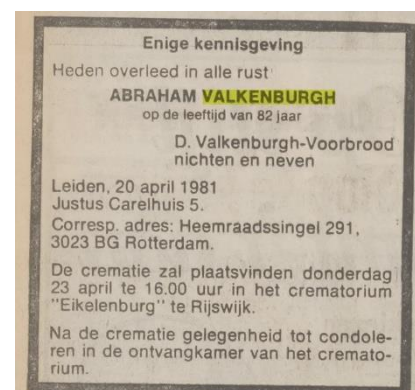 Enige kennisgeving
Heden overleed in alle rust
ABRAHAM VALKENBURGH
op de leeftijd van 82 jaar
D. Valkenburgh-Voorbrood
nichten en neven
Leiden, 20 april 1981
Justus Carelhuis 5.
Corresp. adres: Heemraadssingel 291,
3023 BG Rotterdam.
De crematie zal plaatsvinden donderdag
23 april te 16.00 uur in het crematorium
"Eikelenburg" te Rijswijk.
Na de crematie gelegenheid tot condole-
ren in de ontvangkamer van het cremato-
rium.